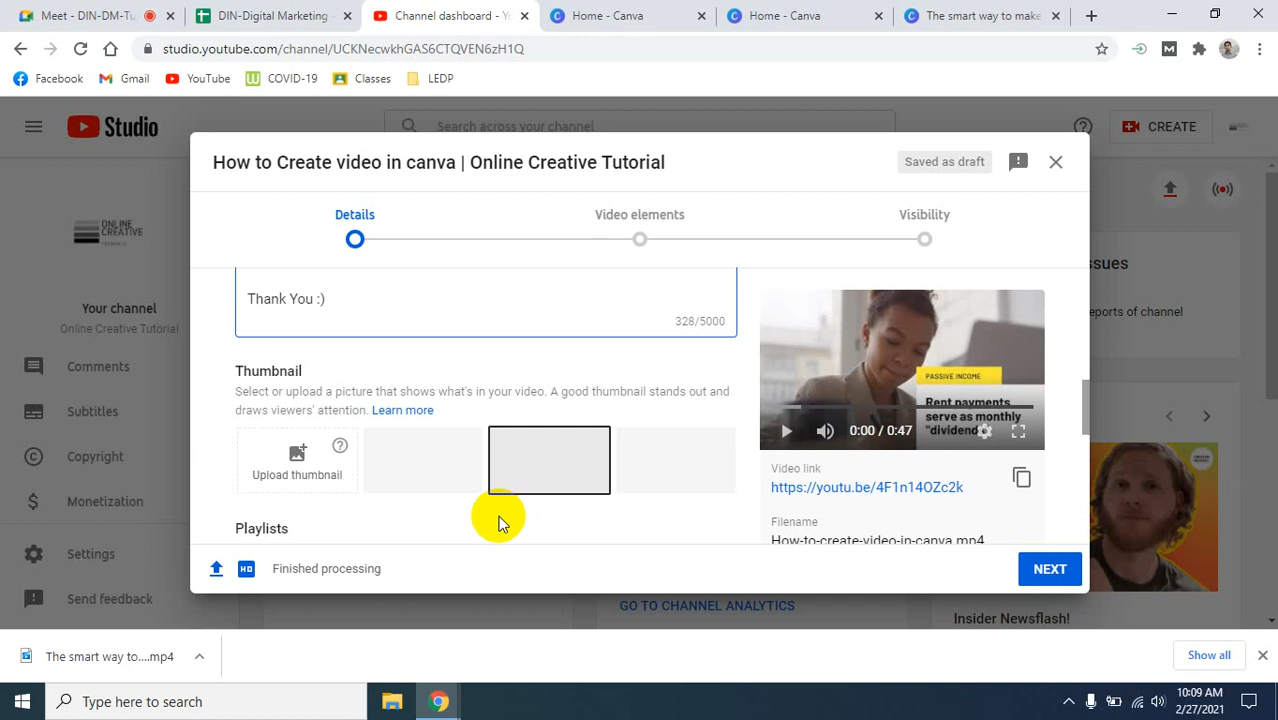 Meet - DIN-DM-Tu
DIN-Digital Marketing -
Channel dashboard - Y
Home - Canva
Home - Canva
The smart way to make
studio.youtube.com/channel/UCKNecwkhGAS6CTQVEN6zH1Q
Facebook
Gmail
YouTube
COVID-19
Classes
LEDP
Studio
Search across your channel
CREATE
How to Create video in canva | Online Creative Tutorial
Saved as draft
Details
Video elements
Visibility
ONLINE
CREATIVE
Your channel
Online Creative Tutorial
Comments
Subtitles
Copyright
Monetization
Settings
Send feedback
Thank You :)
328/5000
Thumbnail
Select or upload a picture that shows what's in your video. A good thumbnail stands out and
draws viewers' attention. Learn more
Upload thumbnail
Playlists
PASSIVE INCOME
Rent payments
serve as monthly
"dividend
0:00 / 0:47
Video link
https://youtu.be/4F1n14OZc2k
Filename
How-to-create-video-in-canva.mp4
ssues
reports of channel
Insider Newsflash!
HD
Finished processing
NEXT
GO TO CHANNEL ANALYTICS
The smart way to....mp4
Show all
Type here to search
10:09 AM
2/27/2021